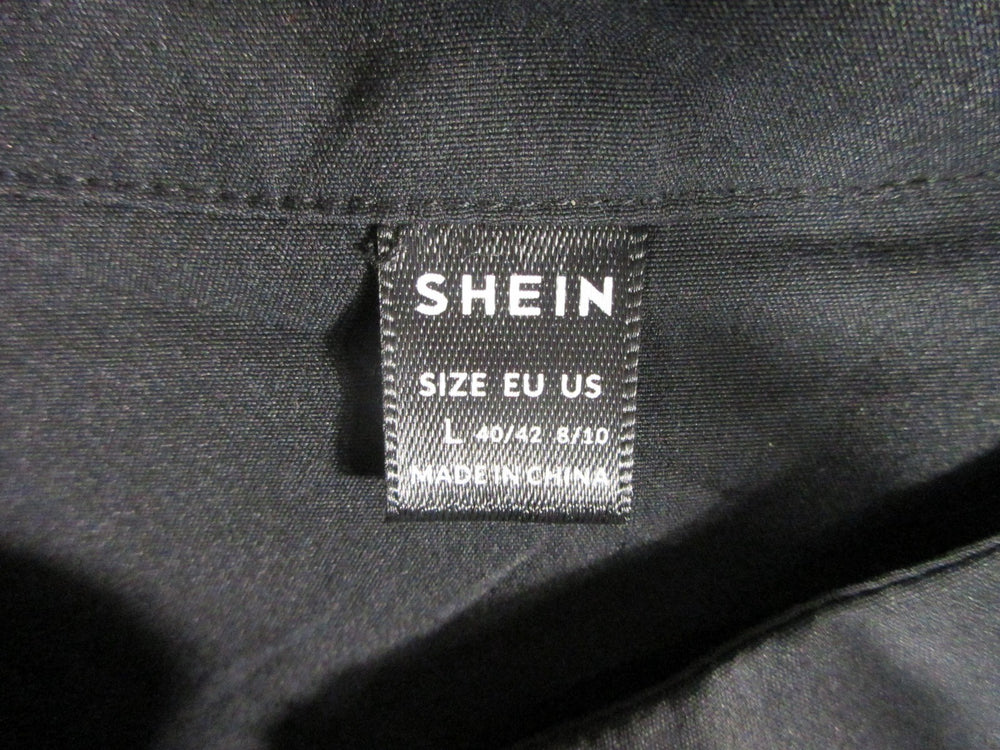 SHEIN
SIZE EU US
L 40/42 8/10
MADE IN CHINA